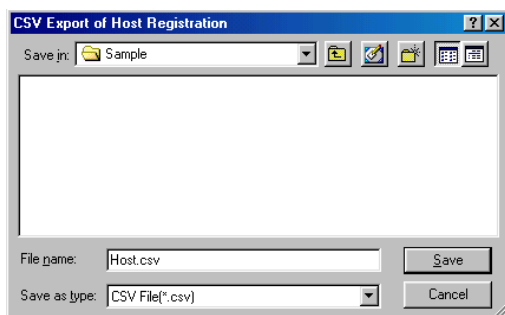 CSV Export of Host Registration
Save in: Sample
File name: Host.csv
Save
Save as type: CSV File(*.csv)
Cancel